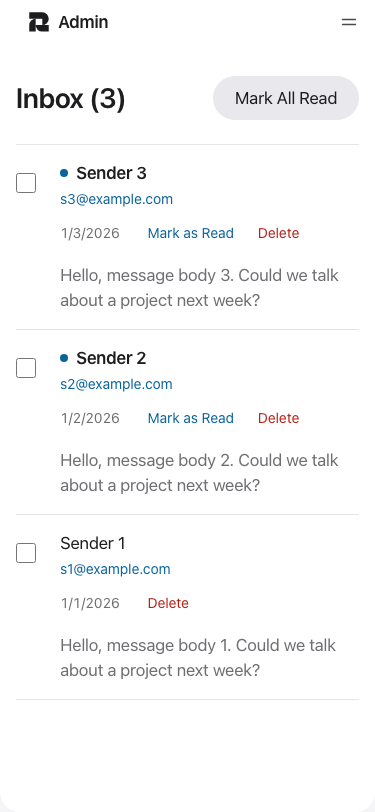 Admin
Inbox (3)
Mark All Read
Sender 3
s3@example.com
1/3/2026 Mark as Read Delete
Hello, message body 3. Could we talk
about a project next week?
Sender 2
s2@example.com
1/2/2026 Mark as Read Delete
Hello, message body 2. Could we talk
about a project next week?
Sender 1
s1@example.com
1/1/2026 Delete
Hello, message body 1. Could we talk
about a project next week?